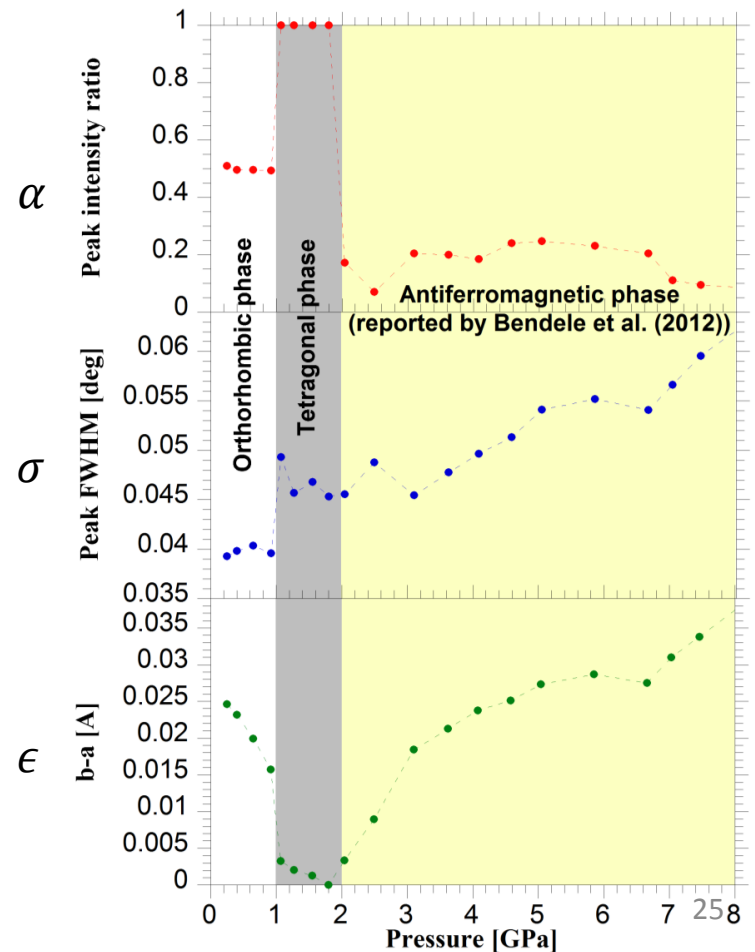 1
0.8
0.6
0.4
0.2
0
α
Peak intensity ratio
Orthorhombic phase
Tetragonal phase
Antiferromagnetic phase
(reported by Bendele et al. (2012))
0.06
0.055
0.05
0.045
0.04
0.035
σ
Peak FWHM [deg]
0.035
0.03
0.025
0.02
0.015
0.01
0.005
0
ϵ
b-a [A]
0 1 2 3 4 5 6 7 8
Pressure [GPa]
25